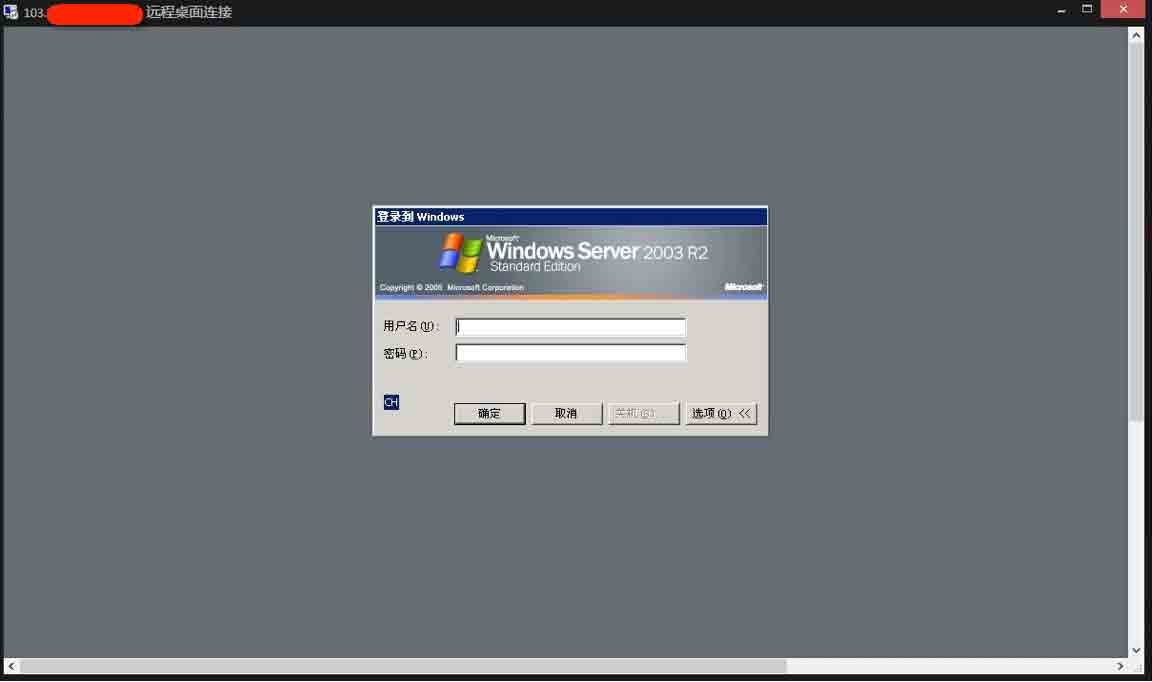 103. 远程桌面连接
登录到 Windows
Microsoft
Windows Server 2003 R2
Standard Edition
Copyright © 2005 Microsoft Corporation Microsoft
用户名(U):
密码(P):
CH
确定 取消 关机(S)... 选项(O) <<